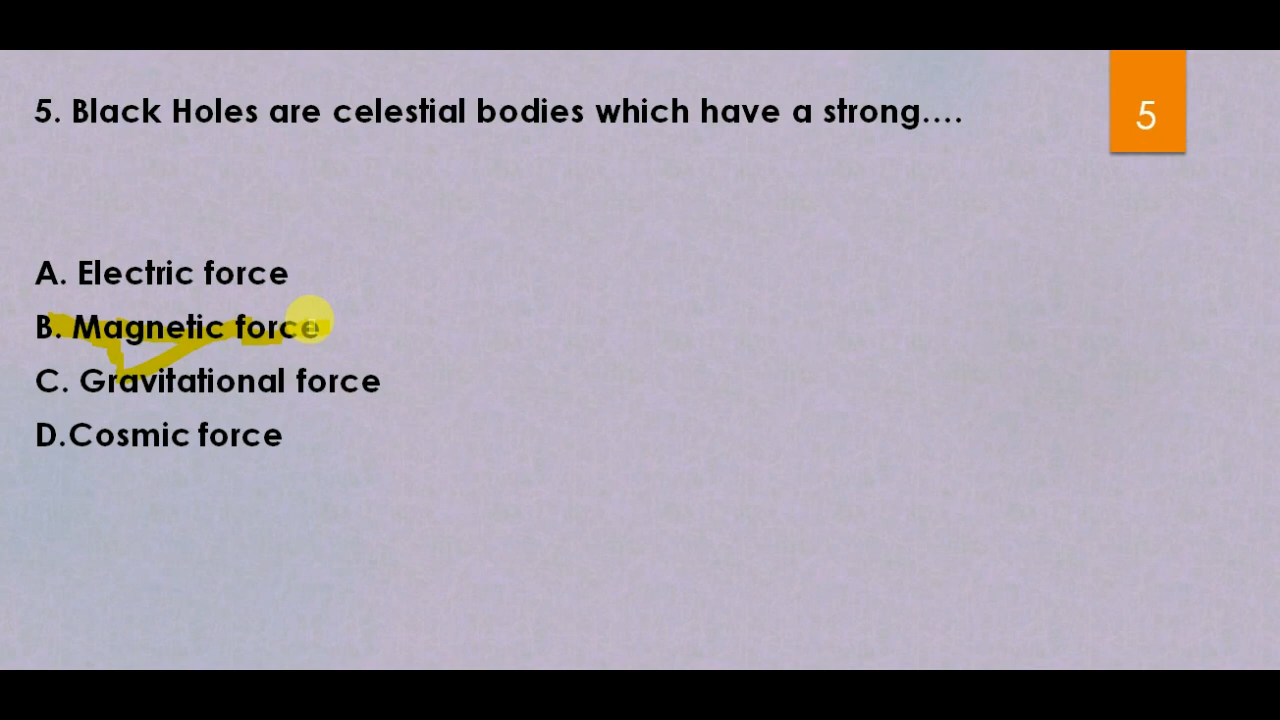 5. Black Holes are celestial bodies which have a strong....
5
A. Electric force
B. Magnetic force
C. Gravitational force
D.Cosmic force